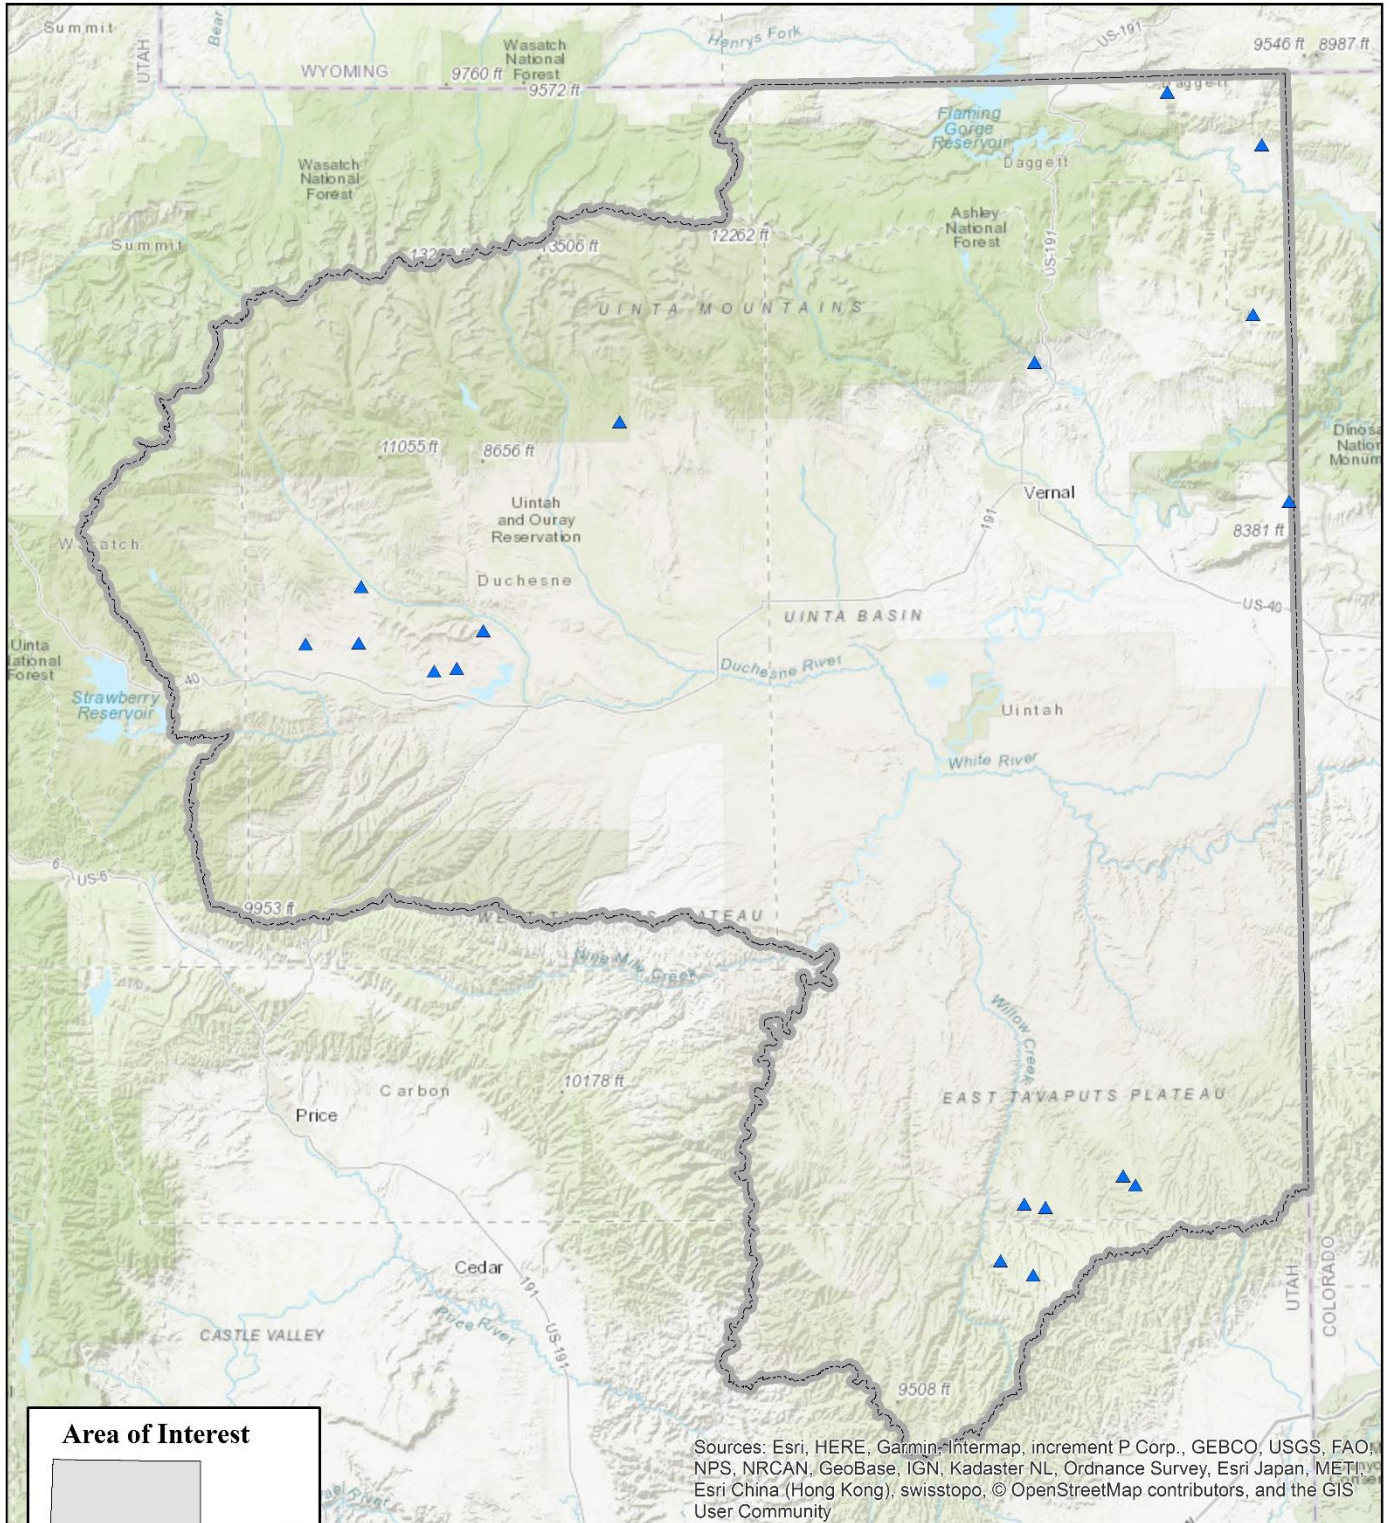 Summit
UTAH
Bear
WYOMING
9760 ft
Wasatch
National
Forest
9572 ft
Henrys Fork
US-191
9546 ft
8987 ft
Daggett
Flaming
Gorge
Reservoir
Daggett
Wasatch
National
Forest
Summit
Ashley
National
Forest
US-191
12262 ft
13506 ft
UINTA MOUNTAINS
11055 ft
8656 ft
Uintah
and Ouray
Reservation
Duchesne
Vernal
191
8381 ft
US-40
UINTA BASIN
Uinta
Forest
Strawberry
Reservoir
40
Duchesne River
Uintah
White River
6
US-6
9953 ft
Nine Mile Creek
Willow Creek
EAST TAVAPUTS PLATEAU
10178 ft
Carbon
Price
Cedar
191
US-191
Price River
CASTLE VALLEY
UTAH
COLORADO
9508 ft
Area of Interest
Sources: Esri, HERE, Garmin, Intermap, increment P Corp., GEBCO, USGS, FAO,
NPS, NRCAN, GeoBase, IGN, Kadaster NL, Ordnance Survey, Esri Japan, METI,
Esri China (Hong Kong), swisstopo, © OpenStreetMap contributors, and the GIS
User Community